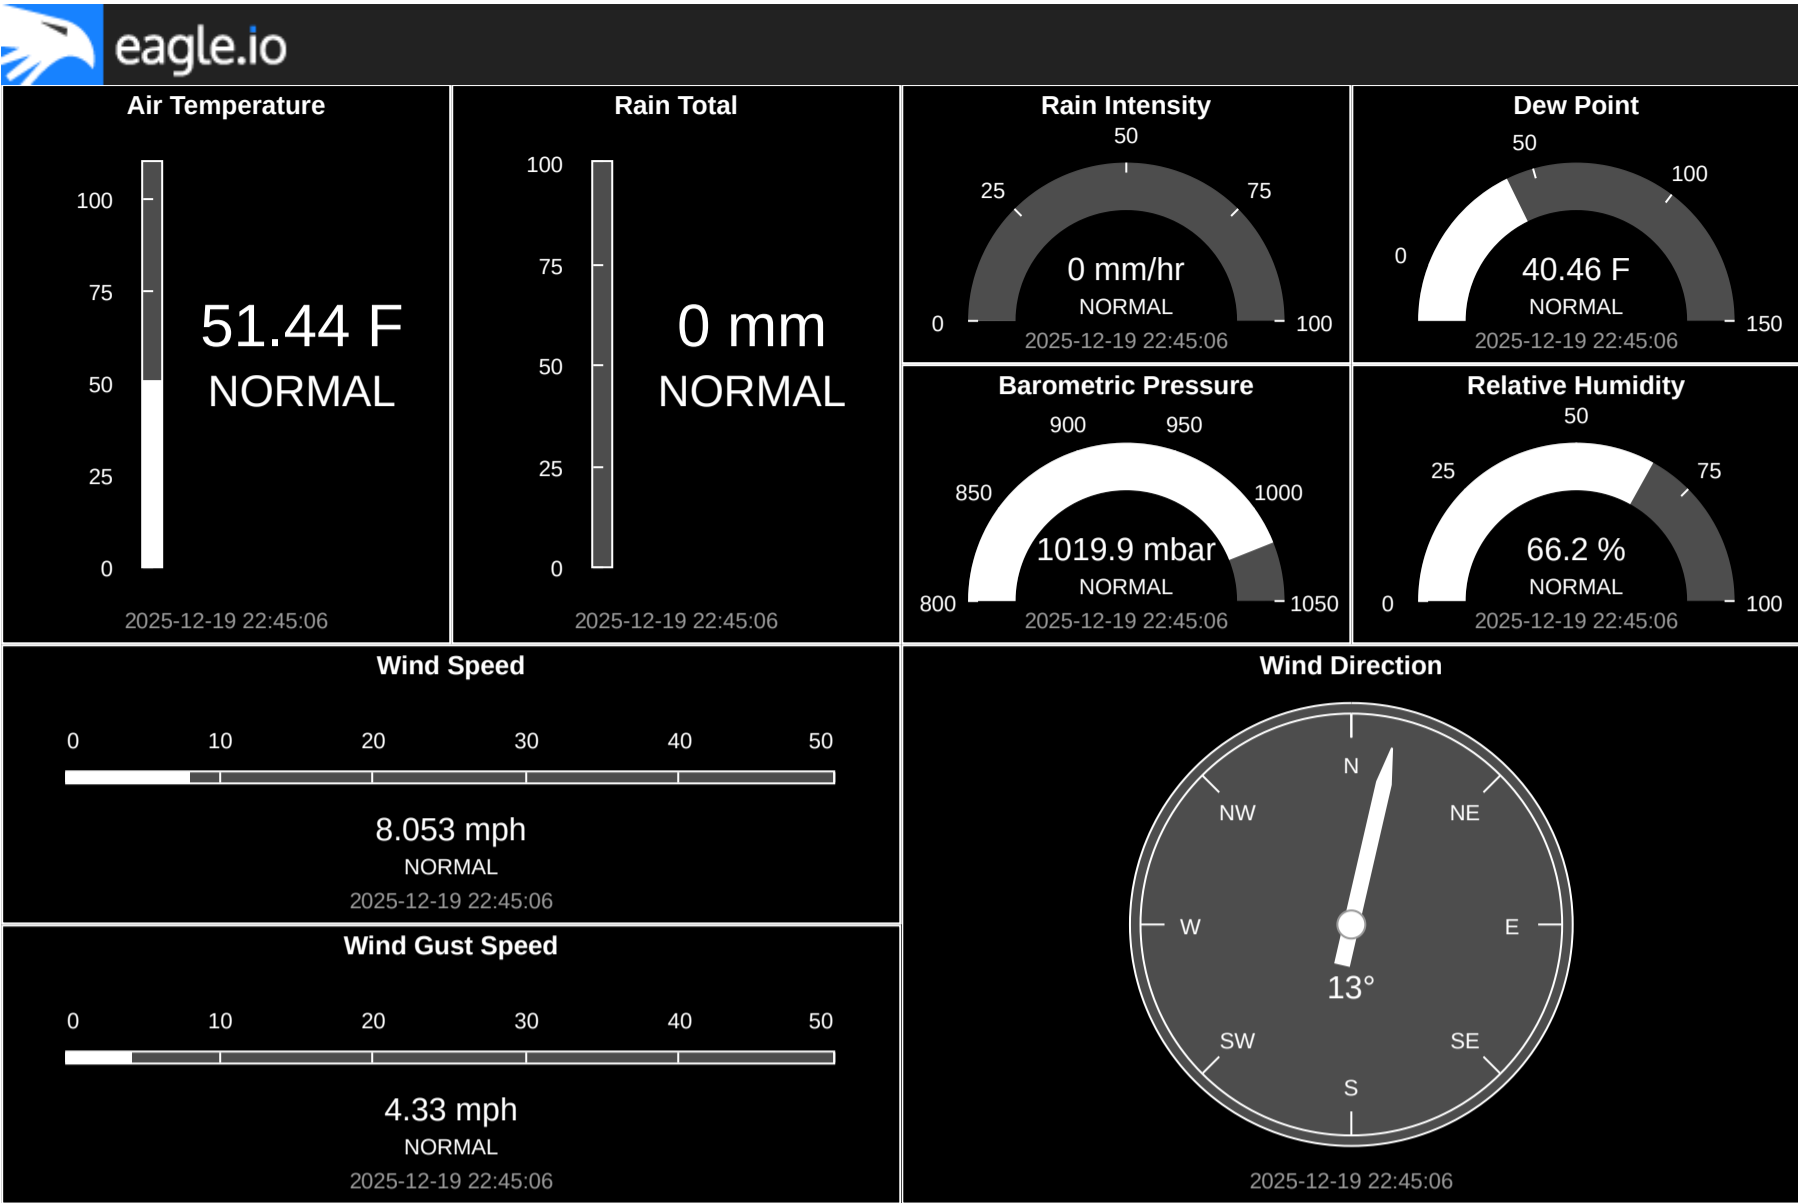 eagle.io
Air Temperature
100
75
50
25
0
51.44 F
NORMAL
2025-12-19 22:45:06
Rain Total
100
75
50
25
0
0 mm
NORMAL
2025-12-19 22:45:06
Rain Intensity
50
25
75
0
100
0 mm/hr
NORMAL
2025-12-19 22:45:06
Dew Point
50
100
0
150
40.46 F
NORMAL
2025-12-19 22:45:06
Barometric Pressure
900
950
850
1000
800
1050
1019.9 mbar
NORMAL
2025-12-19 22:45:06
Relative Humidity
50
25
75
0
100
66.2 %
NORMAL
2025-12-19 22:45:06
Wind Speed
0 10 20 30 40 50
8.053 mph
NORMAL
2025-12-19 22:45:06
Wind Gust Speed
0 10 20 30 40 50
4.33 mph
NORMAL
2025-12-19 22:45:06
Wind Direction
N
NW NE
W E
13°
SW SE
S
2025-12-19 22:45:06